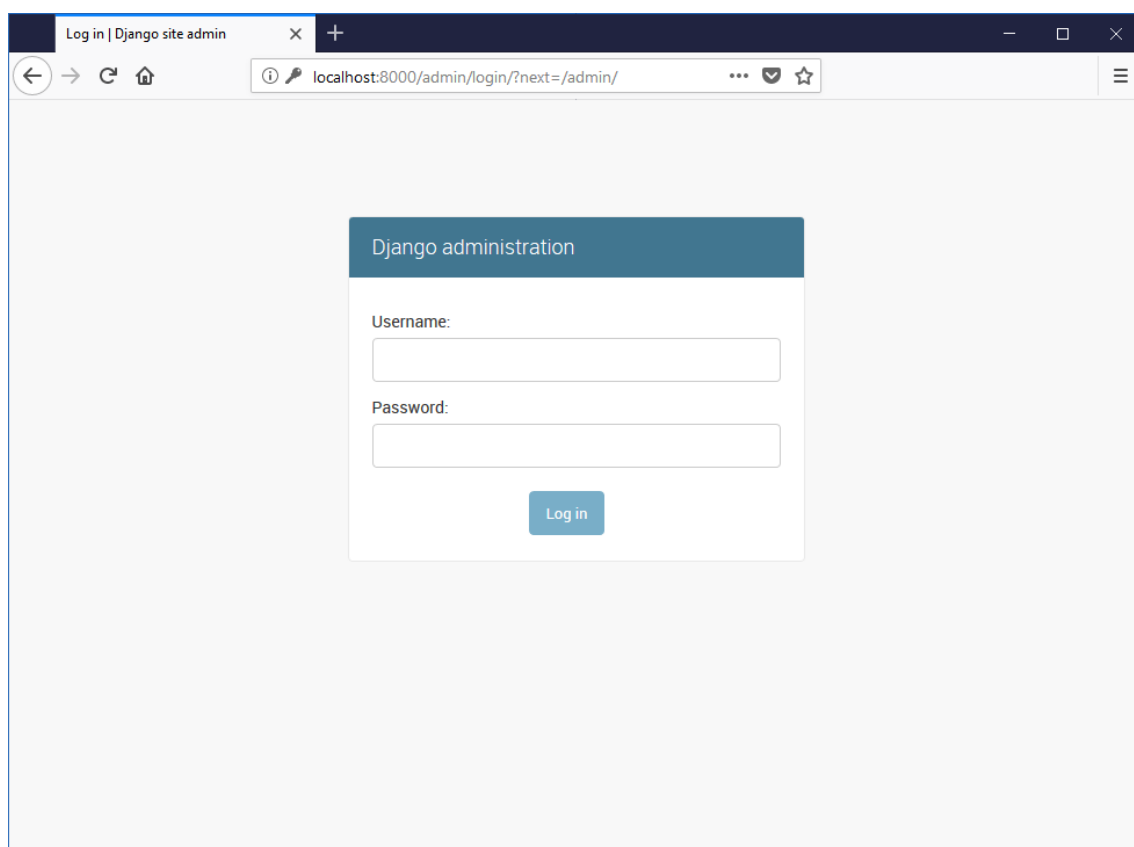 Log in | Django site admin
localhost:8000/admin/login/?next=/admin/
Django administration
Username:
Password:
Log in